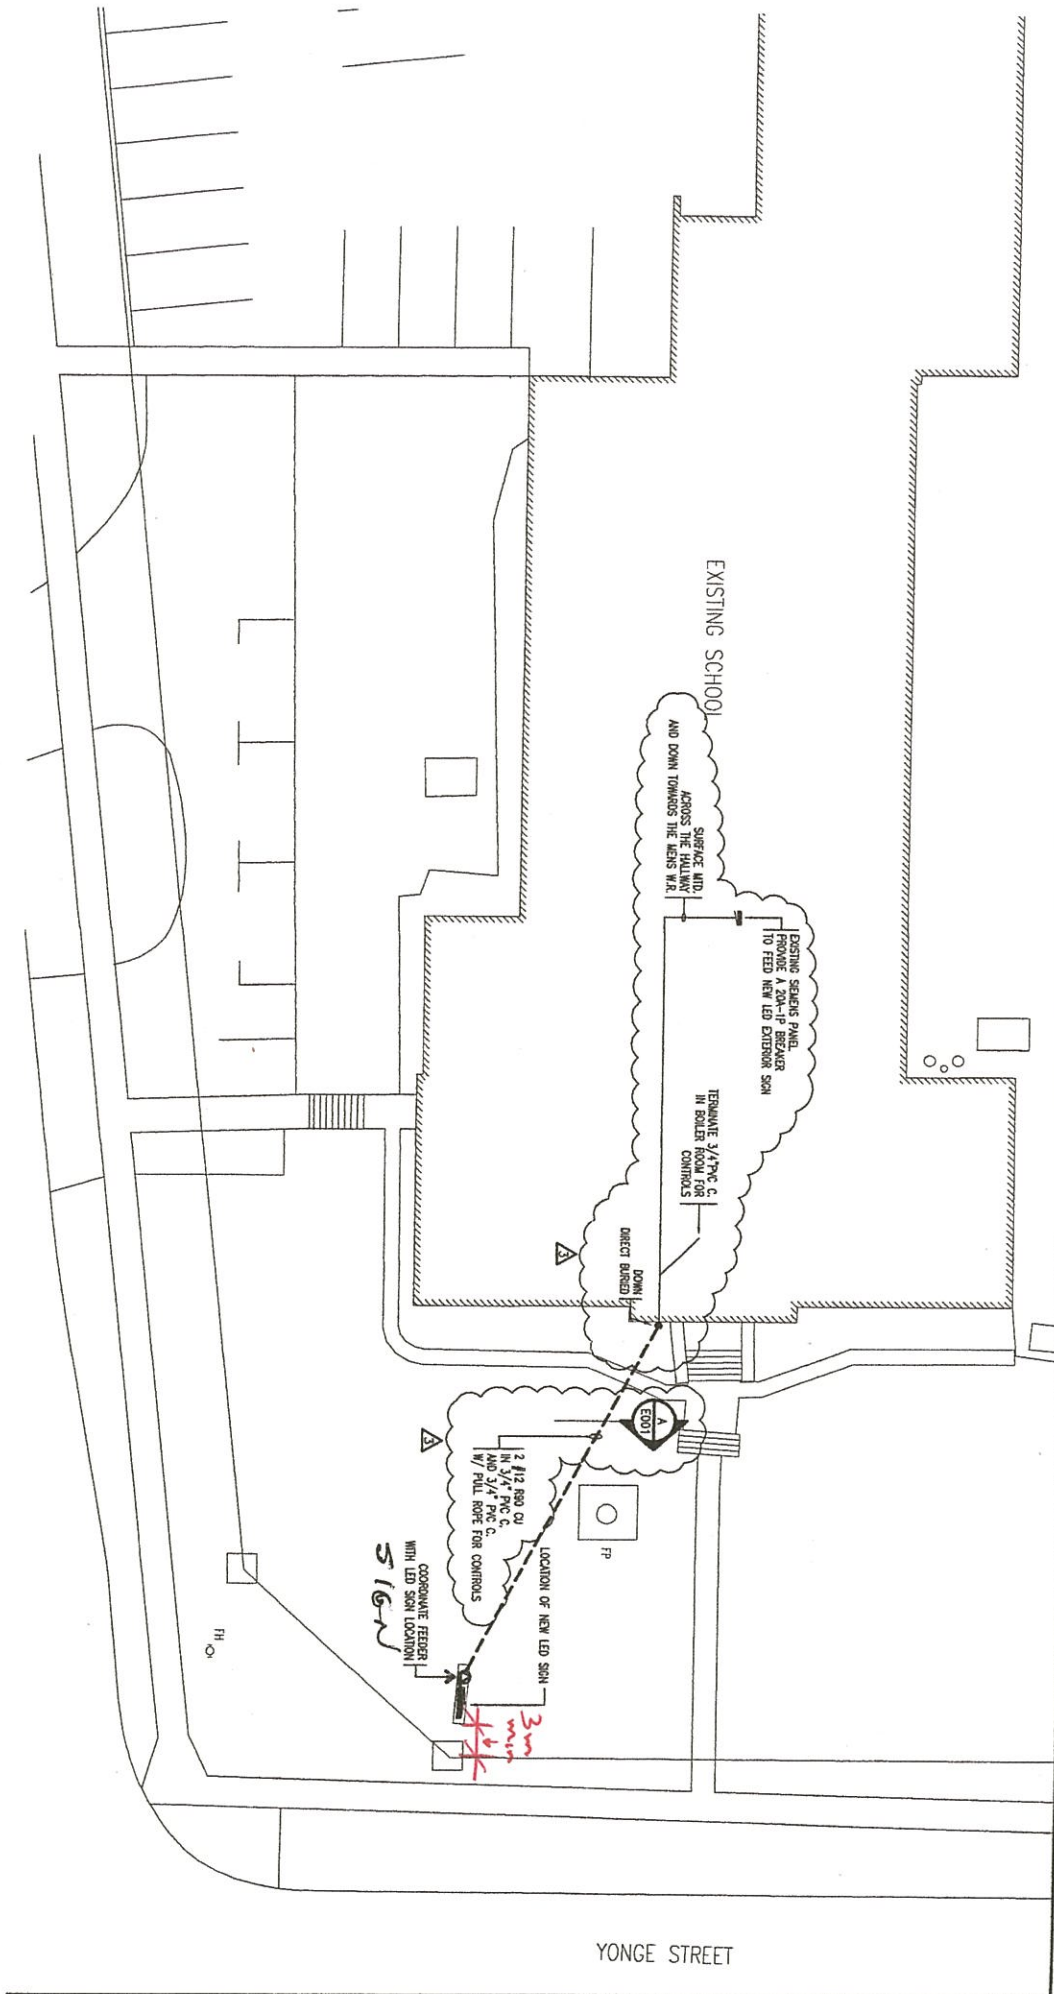 EXISTING SCHOOL
SURFACE MTD.
ACROSS THE HALLWAY
AND DOWN TOWARDS THE MENS W.R.
EXISTING SIEMENS PANEL
PROVIDE A 20A-1P BREAKER
TO FEED NEW LED EXTERIOR SIGN
TERMINATE 3/4"PVC C.
IN BOILER ROOM FOR
CONTROLS
DOWN
DIRECT BURIED
3
A
E001
3
2 #12 R90 CU
IN 3/4" PVC C.
AND 3/4" PVC C.
W/ PULL ROPE FOR CONTROLS
FP
LOCATION OF NEW LED SIGN
COORDINATE FEEDER
WITH LED SIGN LOCATION
SIGN
3m
min
FH
YONGE STREET